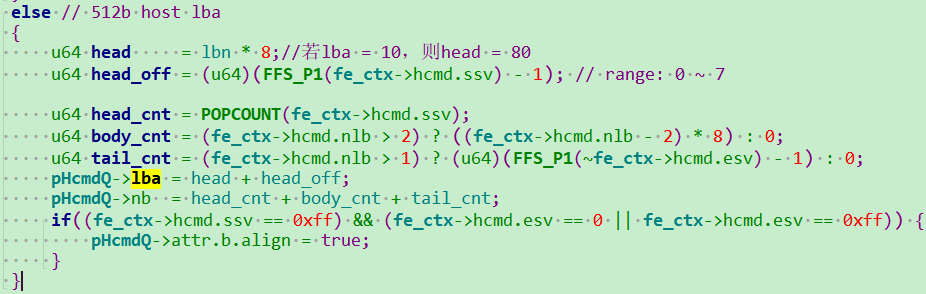 else // 512b host lba
{
    u64 head     = lbn * 8;//若lba = 10，则head = 80
    u64 head_off = (u64)(FFS_P1(fe_ctx->hcmd.ssv) - 1); // range: 0 ~ 7

    u64 head_cnt = POPCOUNT(fe_ctx->hcmd.ssv);
    u64 body_cnt = (fe_ctx->hcmd.nlb > 2) ? ((fe_ctx->hcmd.nlb - 2) * 8) : 0;
    u64 tail_cnt = (fe_ctx->hcmd.nlb > 1) ? (u64)(FFS_P1(~fe_ctx->hcmd.esv) - 1) : 0;
    pHcmdQ->lba = head + head_off;
    pHcmdQ->nb  = head_cnt + body_cnt + tail_cnt;
    if((fe_ctx->hcmd.ssv == 0xff) && (fe_ctx->hcmd.esv == 0 || fe_ctx->hcmd.esv == 0xff)) {
        pHcmdQ->attr.b.align = true;
    }
}